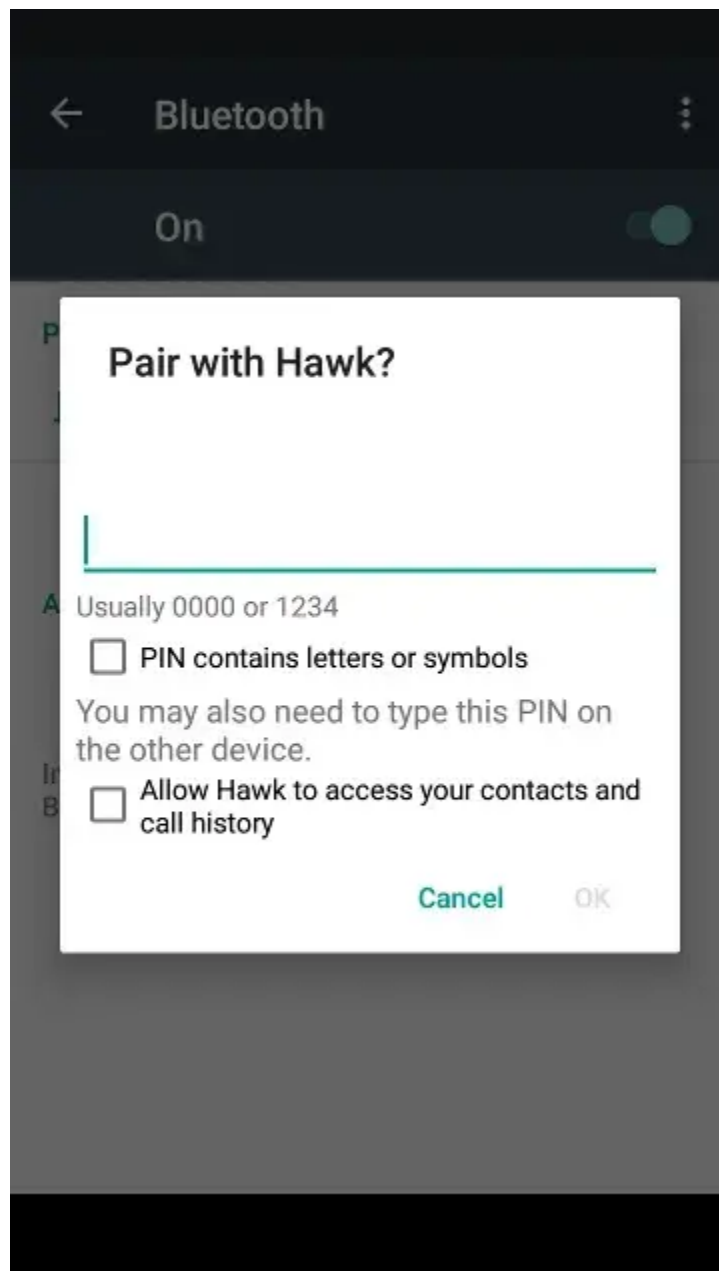 Bluetooth
On
P
Pair with Hawk?
Usually 0000 or 1234
A
PIN contains letters or symbols
You may also need to type this PIN on
the other device.
Allow Hawk to access your contacts and
call history
In
B
Cancel
OK